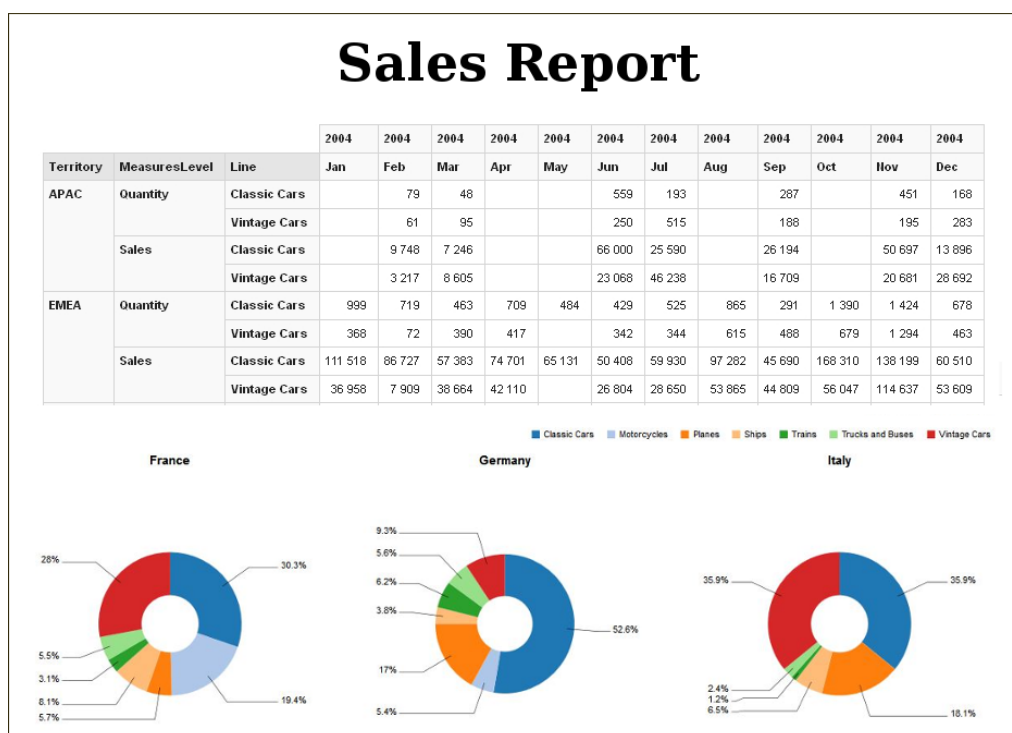 Sales Report
2004 2004 2004 2004 2004 2004 2004 2004 2004 2004 2004 2004
Territory MeasuresLevel Line Jan Feb Mar Apr May Jun Jul Aug Sep Oct Nov Dec
APAC Quantity Classic Cars 79 48 559 193 287 451 168
Vintage Cars 61 95 250 515 188 195 283
Sales Classic Cars 9 748 7 246 66 000 25 590 26 194 50 697 13 896
Vintage Cars 3 217 8 605 23 068 46 238 16 709 20 681 28 692
EMEA Quantity Classic Cars 999 719 463 709 484 429 525 865 291 1 390 1 424 678
Vintage Cars 368 72 390 417 342 344 615 488 679 1 294 463
Sales Classic Cars 111 518 86 727 57 383 74 701 65 131 50 408 59 930 97 282 45 690 168 310 138 199 60 510
Vintage Cars 36 958 7 909 38 664 42 110 26 804 28 650 53 865 44 809 56 047 114 637 53 609
Classic Cars Motorcycles Planes Ships Trains Trucks and Buses Vintage Cars
France
28%
30.3%
5.5%
3.1%
8.1%
5.7%
19.4%
Germany
9.3%
5.6%
6.2%
3.8%
52.6%
17%
5.4%
Italy
35.9%
35.9%
2.4%
1.2%
6.5%
18.1%